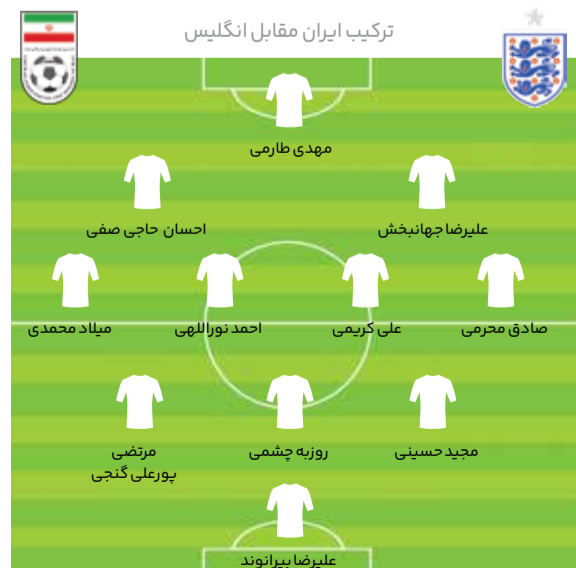 ترکیب ایران مقابل انگلیس
مهدی طارمی
علیرضا جهانبخش
احسان حاجی صفی
صادق محرمی
علی کریمی
احمد نوراللهی
میلاد محمدی
مجید حسینی
روزبه چشمی
مرتضی
پورعلی گنجی
علیرضا بیرانوند